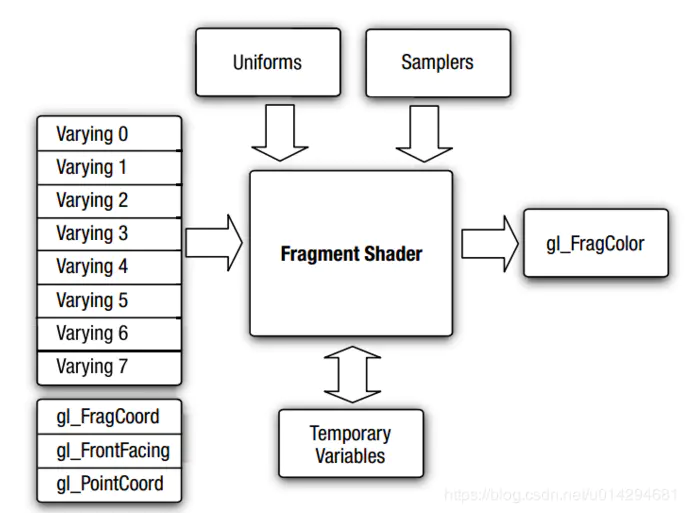 Uniforms
Samplers
Varying 0
Varying 1
Varying 2
Varying 3
Varying 4
Varying 5
Varying 6
Varying 7
Fragment Shader
gl_FragColor
gl_FragCoord
gl_FrontFacing
gl_PointCoord
Temporary
Variables
https://blog.csdn.net/u014294681